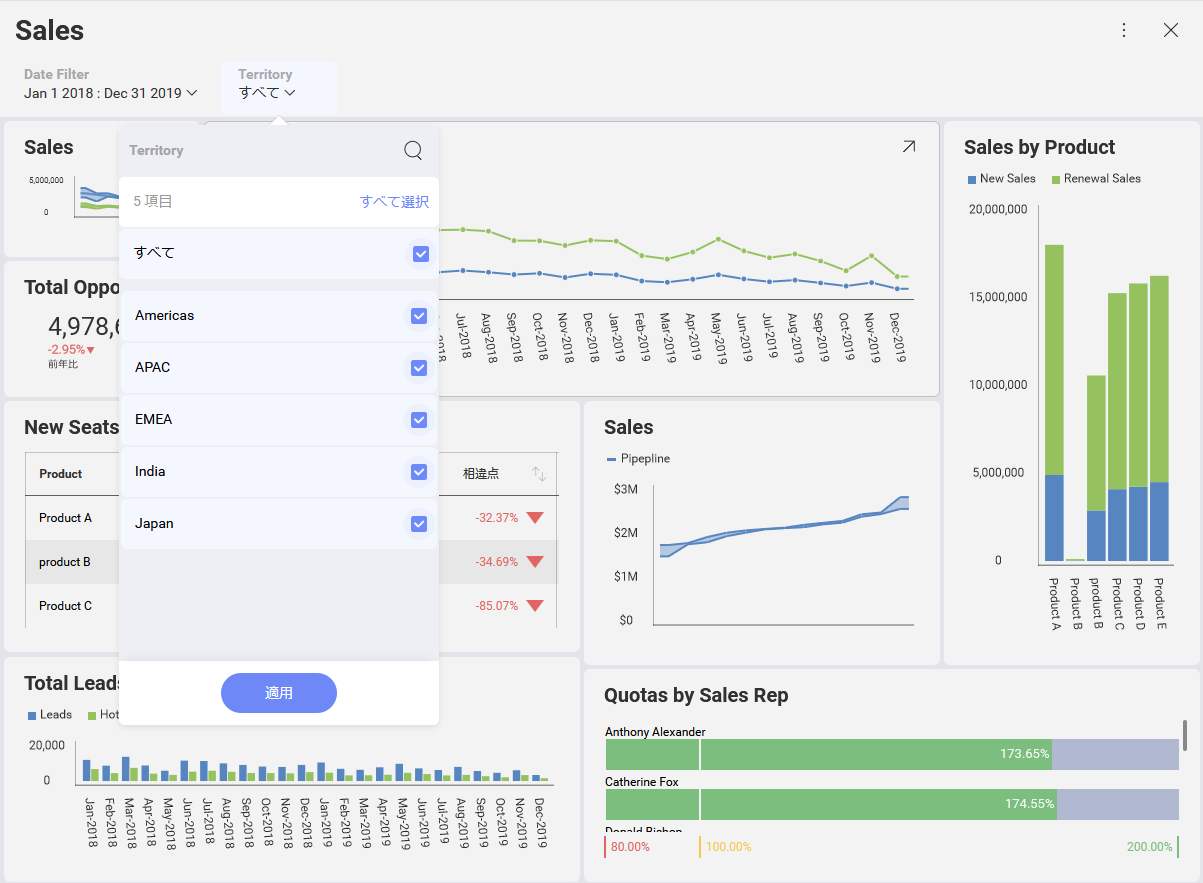 Sales
Date Filter
Jan 1 2018 : Dec 31 2019
Territory
すべて
Territory
5 項目
すべて選択
すべて
Americas
APAC
EMEA
India
Japan
適用
Sales
5,000,000
0
Jul-2018
Aug-2018
Sep-2018
Oct-2018
Nov-2018
Dec-2018
Jan-2019
Feb-2019
Mar-2019
Apr-2019
May-2019
Jun-2019
Jul-2019
Aug-2019
Sep-2019
Oct-2019
Nov-2019
Dec-2019
Sales by Product
New Sales
Renewal Sales
20,000,000
15,000,000
10,000,000
5,000,000
0
Product A
Product B
product B
Product C
Product D
Product E
Total Oppo
4,978,6
-2.95%
前年比
New Seats
Product
相違点
Product A
-32.37%
product B
-34.69%
Product C
-85.07%
Sales
Pipepline
$3M
$2M
$1M
$0
Total Leads
Leads
Hot
20,000
0
Jan-2018
Feb-2018
Mar-2018
Apr-2018
May-2018
Jun-2018
Jul-2018
Aug-2018
Sep-2018
Oct-2018
Nov-2018
Dec-2018
Jan-2019
Feb-2019
Mar-2019
Apr-2019
May-2019
Jun-2019
Jul-2019
Aug-2019
Sep-2019
Oct-2019
Nov-2019
Dec-2019
Quotas by Sales Rep
Anthony Alexander
173.65%
Catherine Fox
174.55%
Donald Bishop
80.00%
100.00%
200.00%